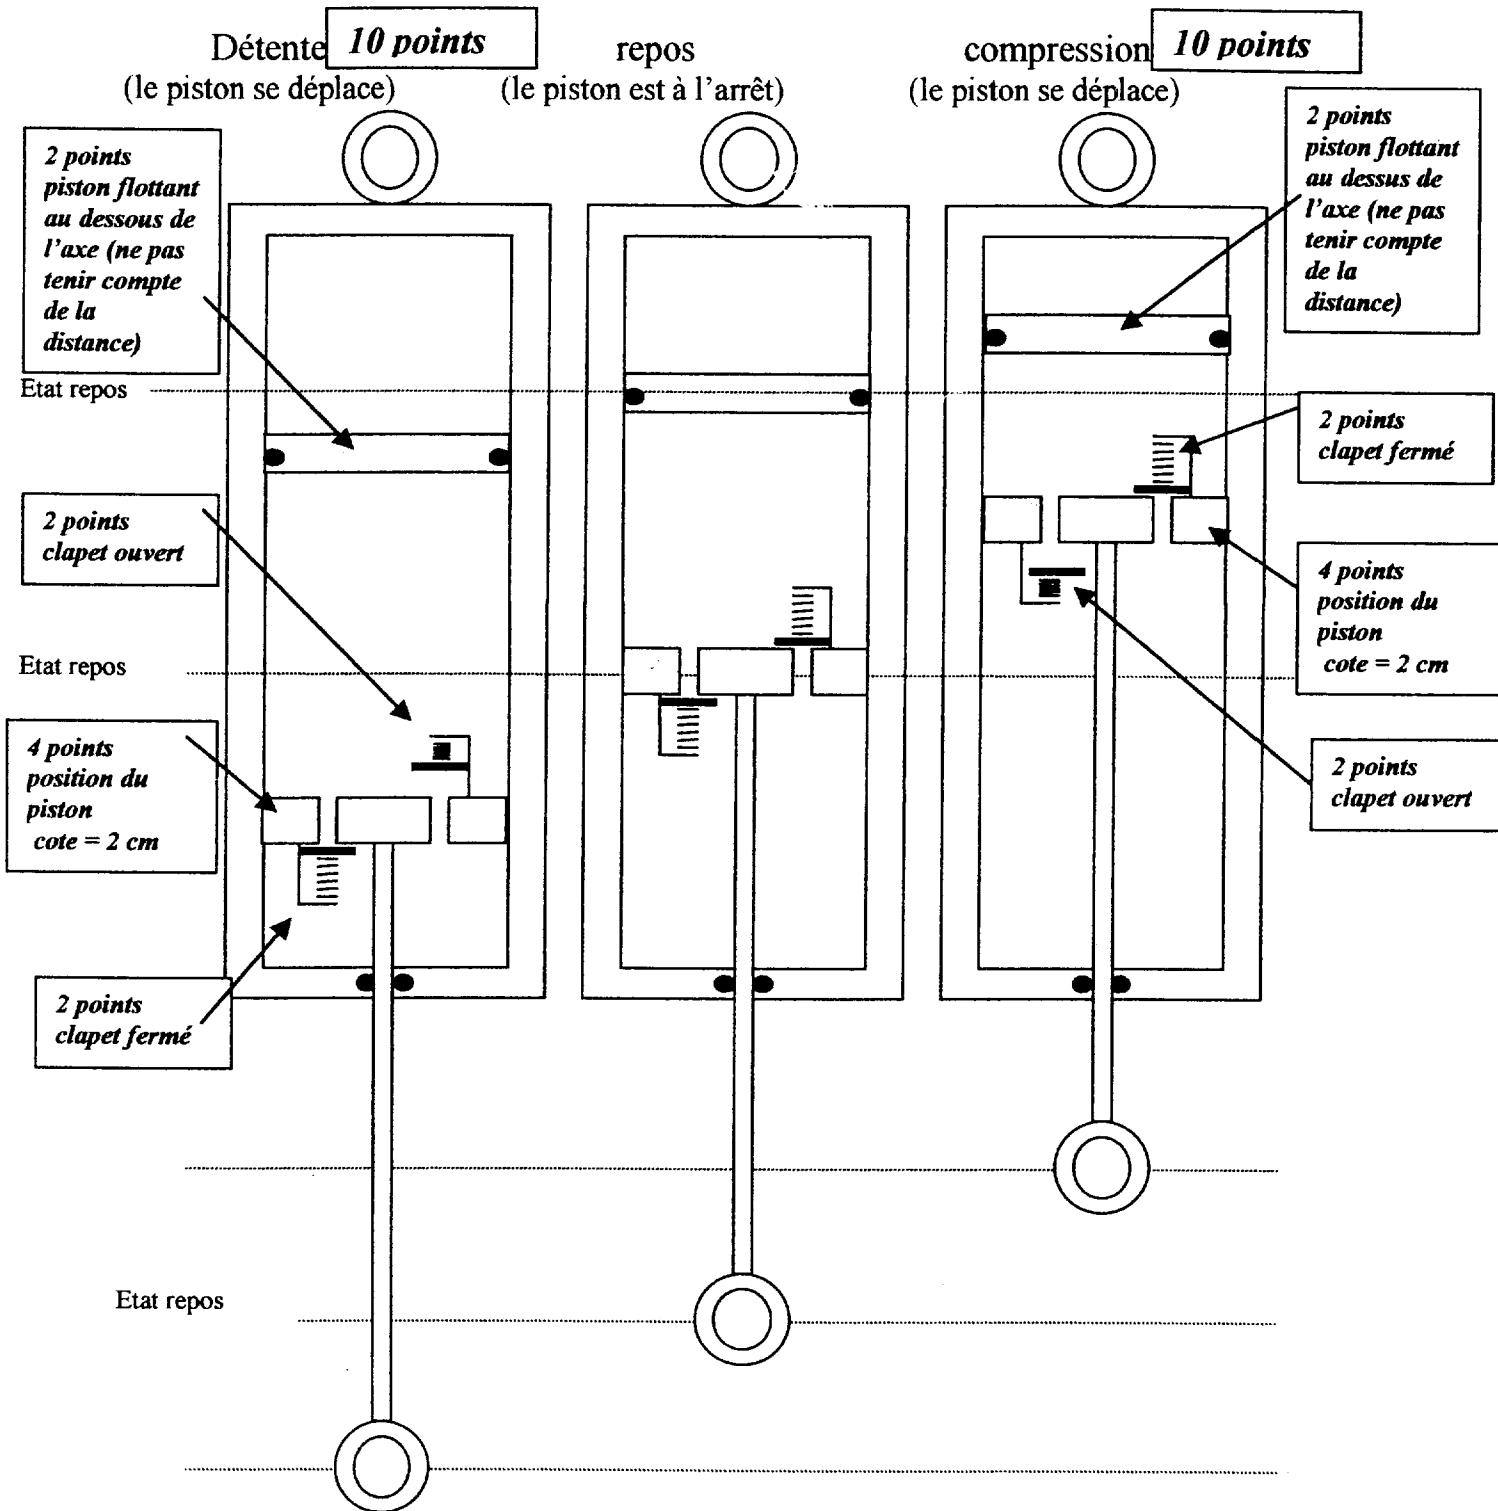 Détente 10 points
(le piston se déplace)
repos
(le piston est à l'arrêt)
compression 10 points
(le piston se déplace)
2 points
piston flottant
au dessous de
l'axe (ne pas
tenir compte
de la
distance)
Etat repos
2 points
clapet ouvert
Etat repos
4 points
position du
piston
cote = 2 cm
2 points
clapet fermé
Etat repos
2 points
piston flottant
au dessus de
l'axe (ne pas
tenir compte
de la
distance)
2 points
clapet fermé
4 points
position du
piston
cote = 2 cm
2 points
clapet ouvert